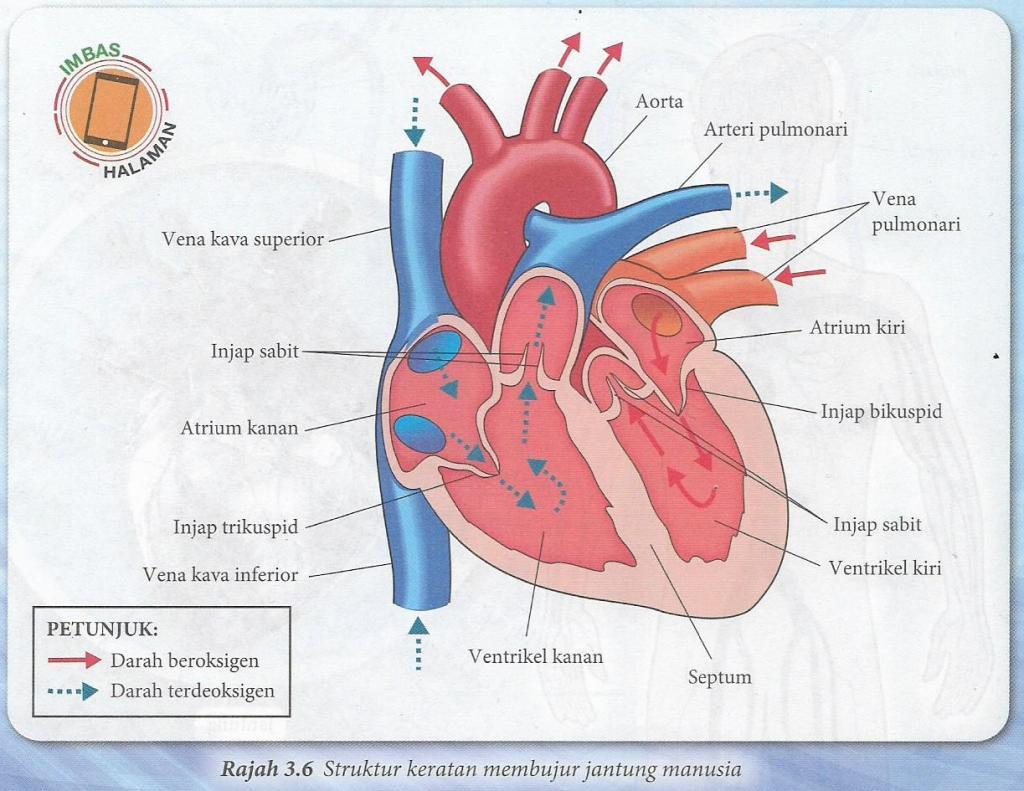 IMBAS
HALAMAN
Aorta
Arteri pulmonari
Vena
pulmonari
Vena kava superior
Atrium kiri
Injap sabit
Injap bikuspid
Atrium kanan
Injap trikuspid
Injap sabit
Vena kava inferior
Ventrikel kiri
PETUNJUK:
Darah beroksigen
Darah terdeoksigen
Ventrikel kanan
Septum
Rajah 3.6 Struktur keratan membujur jantung manusia